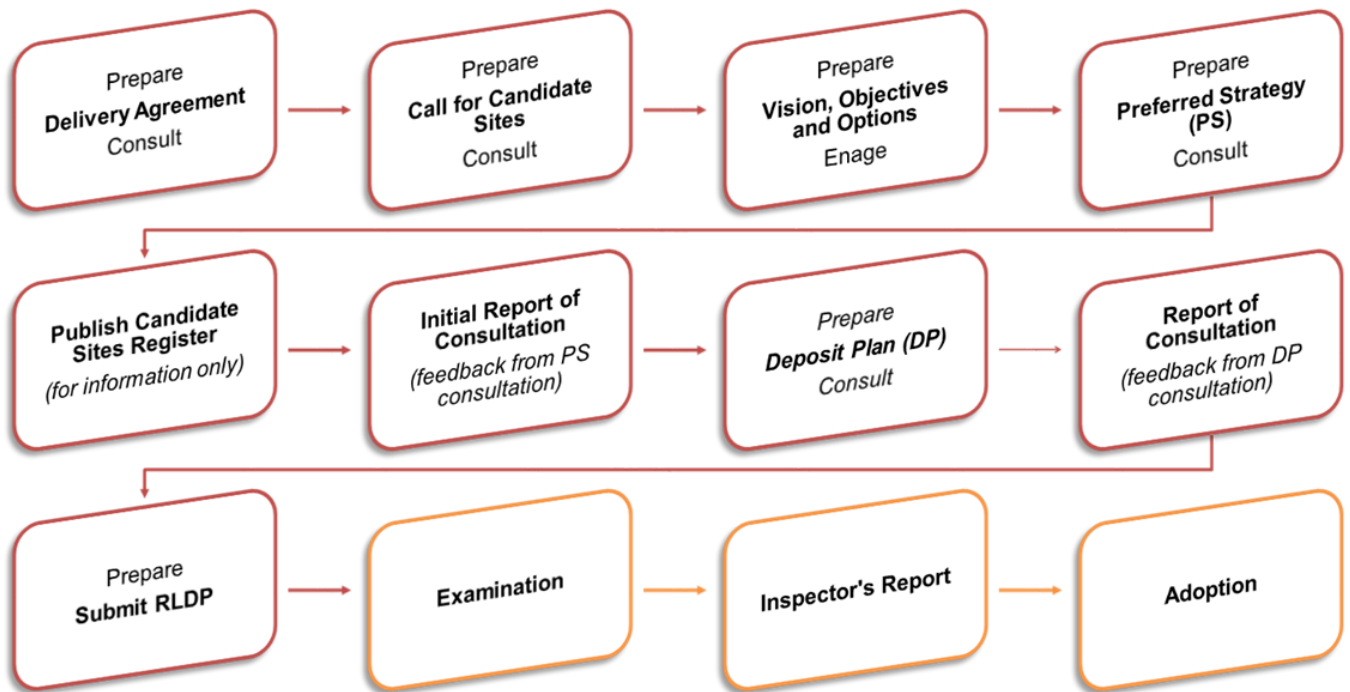 Prepare
Delivery Agreement
Consult
Prepare
Call for Candidate
Sites
Consult
Prepare
Vision, Objectives
and Options
Enage
Prepare
Preferred Strategy
(PS)
Consult
Publish Candidate
Sites Register
(for information only)
Initial Report of
Consultation
(feedback from PS
consultation)
Prepare
Deposit Plan (DP)
Consult
Report of
Consultation
(feedback from DP
consultation)
Prepare
Submit RLDP
Examination
Inspector's Report
Adoption